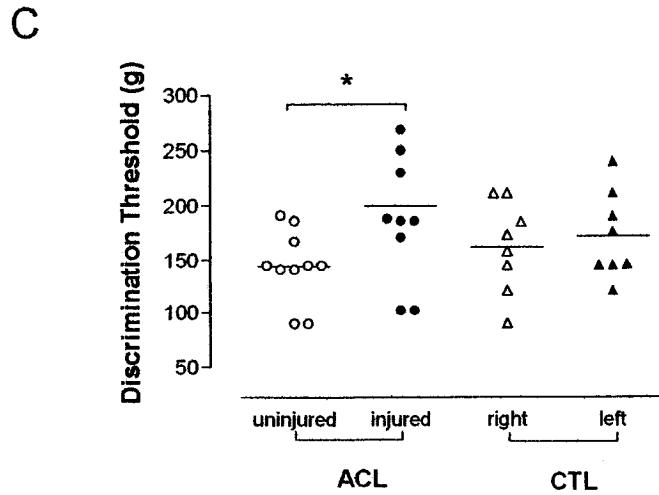 C
*
Discrimination Threshold (g)
300
250
200
150
100
50
uninjured injured right left
ACL CTL